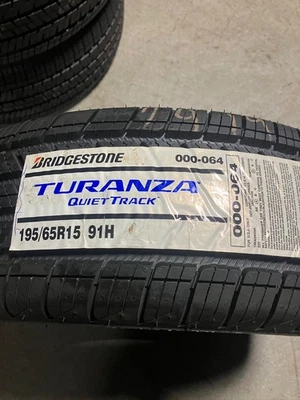 BRIDGESTONE 000-064
TURANZA
QUIETTRACK
195/65R15 91H
000-064